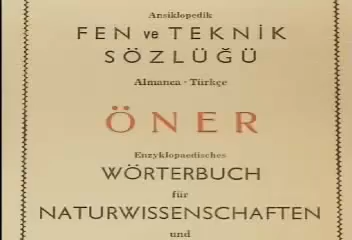 Ansiklopedik
FEN ve TEKNİK
SÖZLÜĞÜ
Almanca - Türkçe
ÖNER
Enzyklopaedisches
WÖRTERBUCH
für
NATURWISSENSCHAFTEN
und